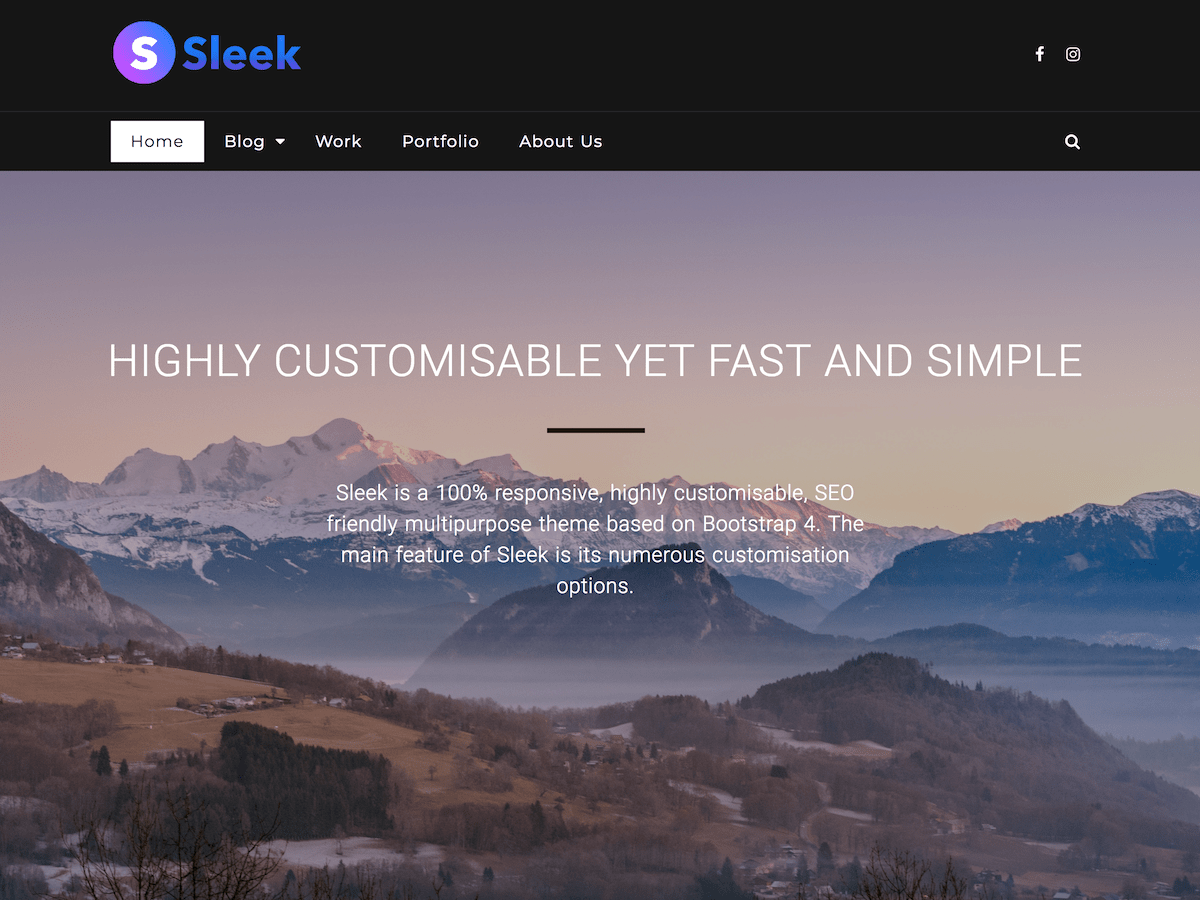 S Sleek
Home Blog Work Portfolio About Us
HIGHLY CUSTOMISABLE YET FAST AND SIMPLE
Sleek is a 100% responsive, highly customisable, SEO
friendly multipurpose theme based on Bootstrap 4. The
main feature of Sleek is its numerous customisation
options.